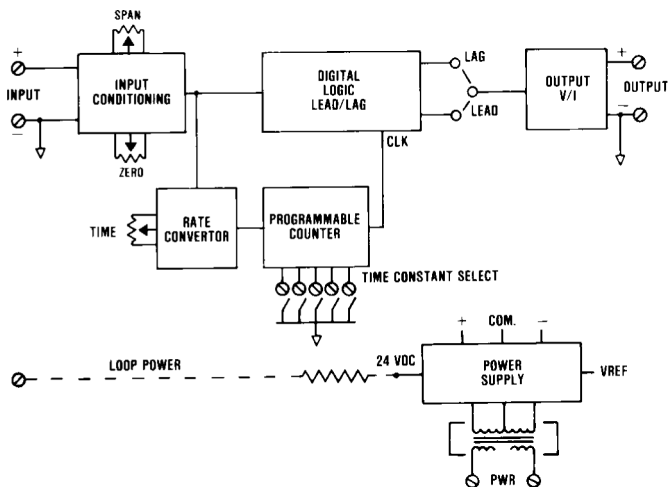 SPAN
+
INPUT
−
INPUT
CONDITIONING
ZERO
DIGITAL
LOGIC
LEAD/LAG
LAG
LEAD
CLK
OUTPUT
V/I
+
OUTPUT
−
TIME
RATE
CONVERTOR
PROGRAMMABLE
COUNTER
TIME CONSTANT SELECT
LOOP POWER
24 VDC
+ COM. −
POWER
SUPPLY
VREF
PWR